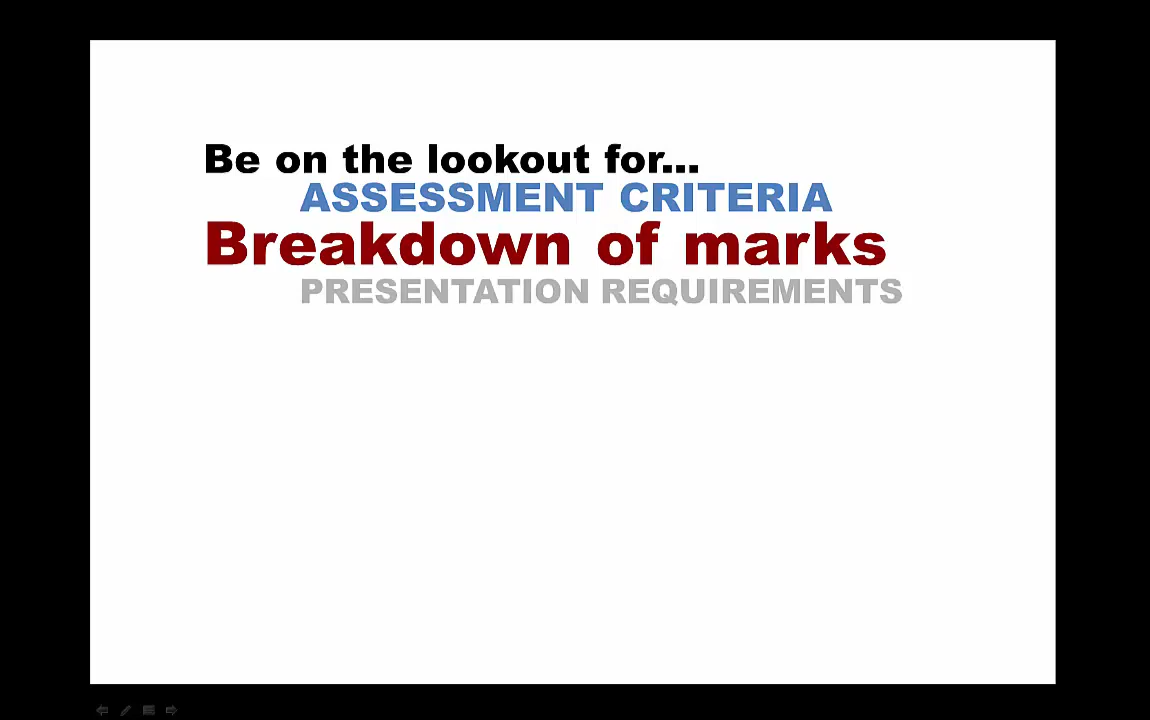 Be on the lookout for...
ASSESSMENT CRITERIA
Breakdown of marks
PRESENTATION REQUIREMENTS